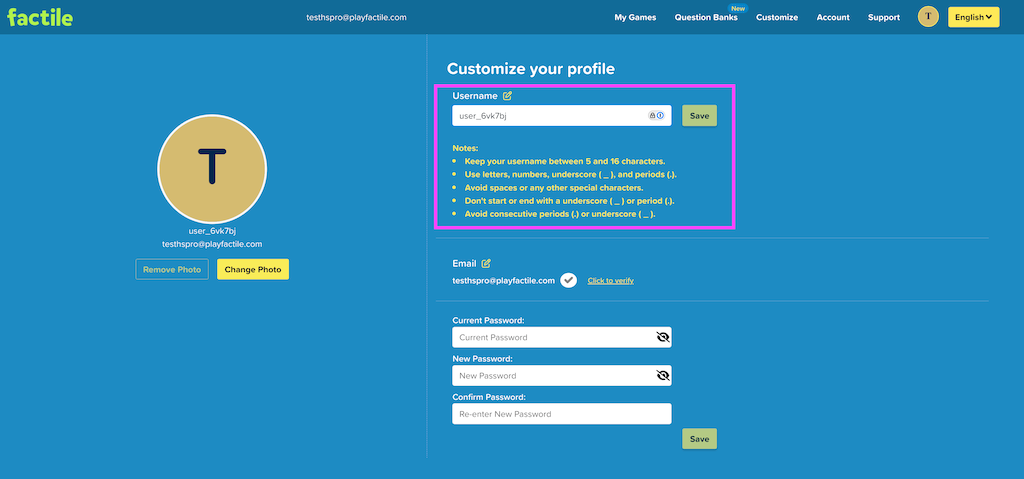 factile
testhspro@playfactile.com
My Games
Question Banks
New
Customize
Account
Support
T
English
T
user_6vk7bj
testhspro@playfactile.com
Remove Photo
Change Photo
Customize your profile
Username
user_6vk7bj
Save
Notes:
• Keep your username between 5 and 16 characters.
• Use letters, numbers, underscore ( _ ), and periods (.).
• Avoid spaces or any other special characters.
• Don't start or end with a underscore ( _ ) or period (.).
• Avoid consecutive periods (.) or underscore ( _ ).
Email
testhspro@playfactile.com
Click to verify
Current Password:
Current Password
New Password:
New Password
Confirm Password:
Re-enter New Password
Save